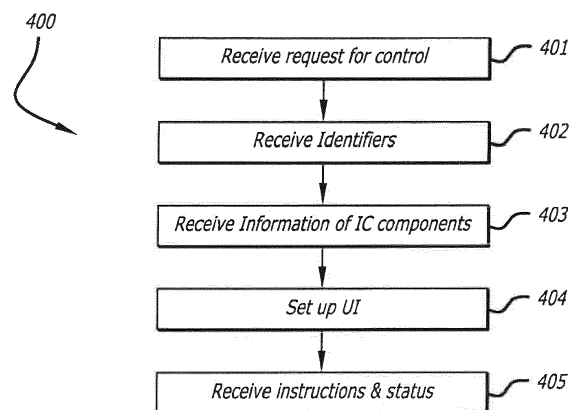 400
Receive request for control
401
Receive Identifiers
402
Receive Information of IC components
403
Set up UI
404
Receive instructions & status
405